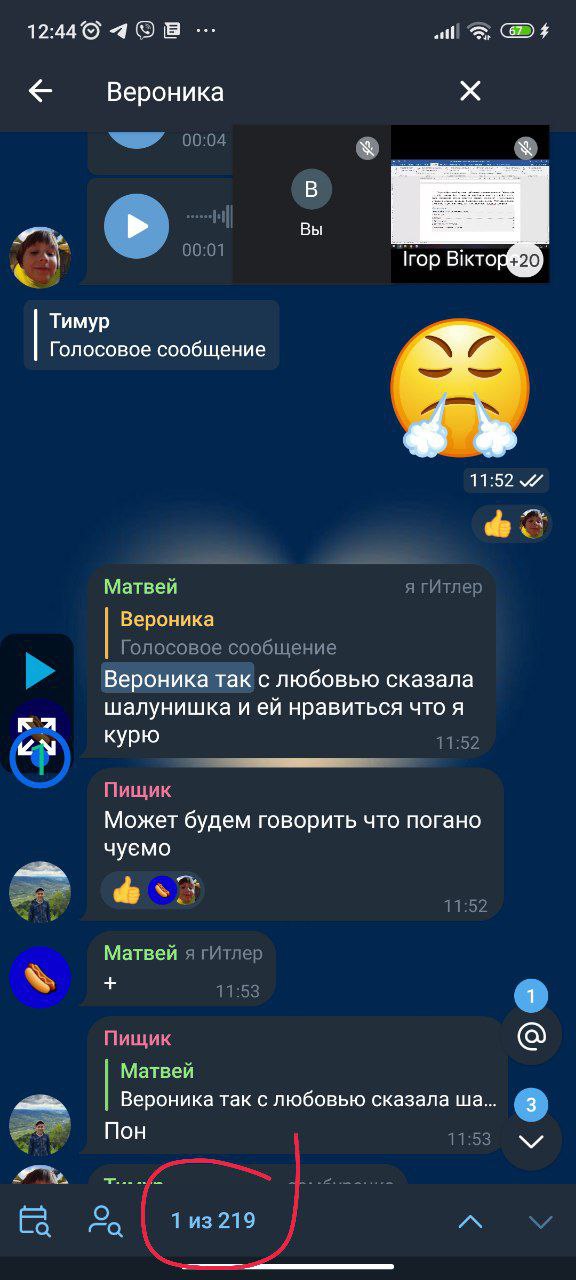 12:44
67
Вероника
00:04
00:01
В
Вы
Ігор Віктор
+20
Тимур
Голосовое сообщение
11:52
Матвей я гИтлер
Вероника
Голосовое сообщение
Вероника так с любовью сказала
шалунишка и ей нравиться что я
курю
11:52
Пищик
Может будем говорить что погано
чуємо
11:52
Матвей я гИтлер
+
11:53
1
@
Пищик
Матвей
Вероника так с любовью сказала ша...
Пон
11:53
3
Тимур
1 из 219